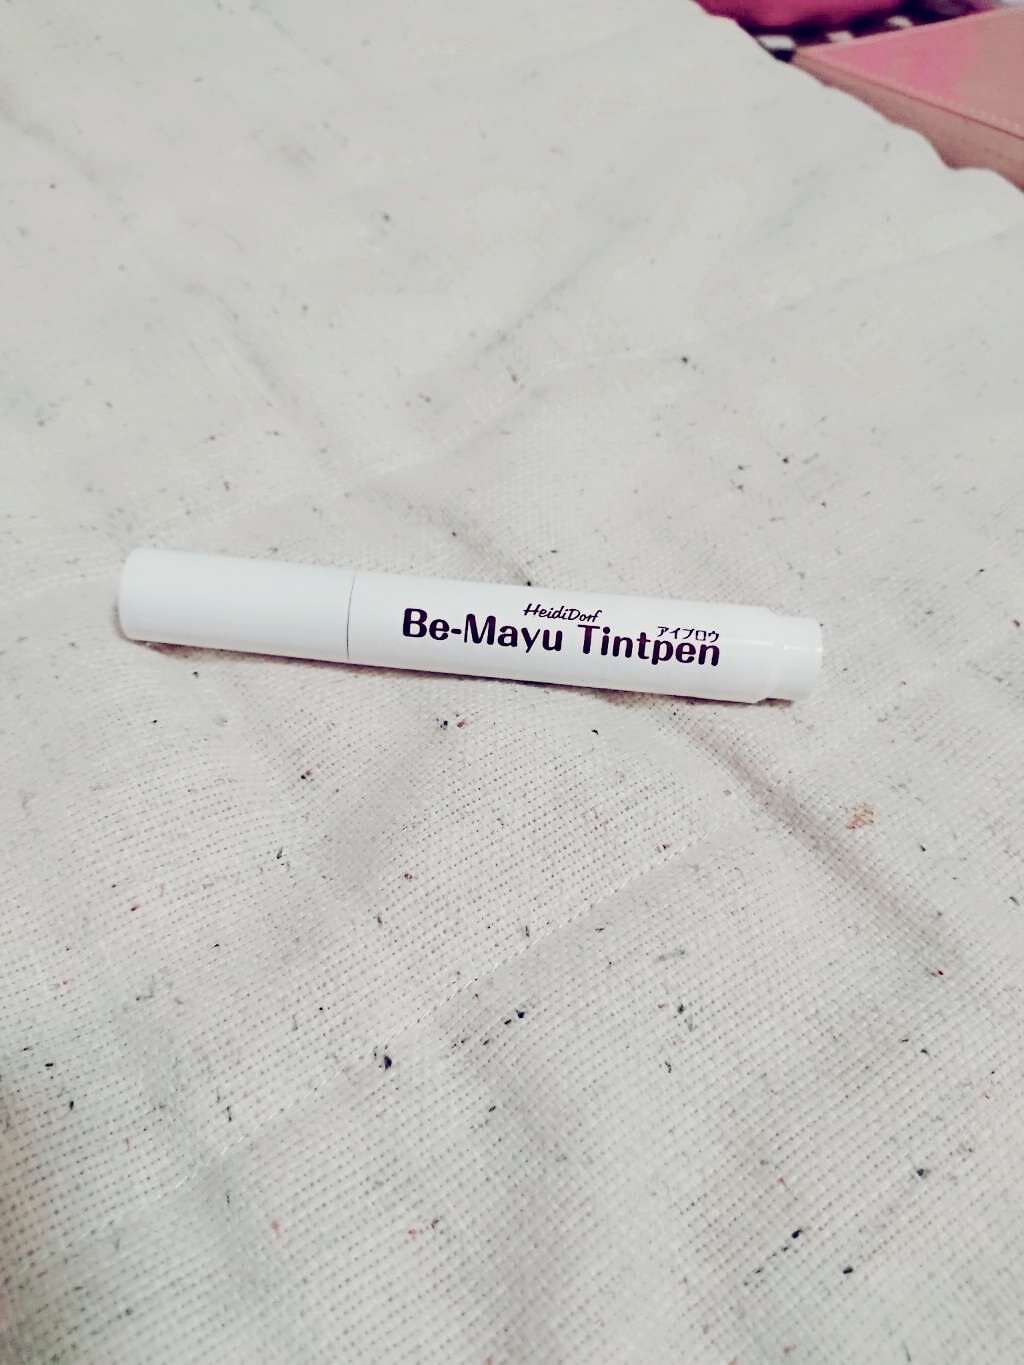 HeidiDorf
アイブロウ
Be-Mayu Tintpen